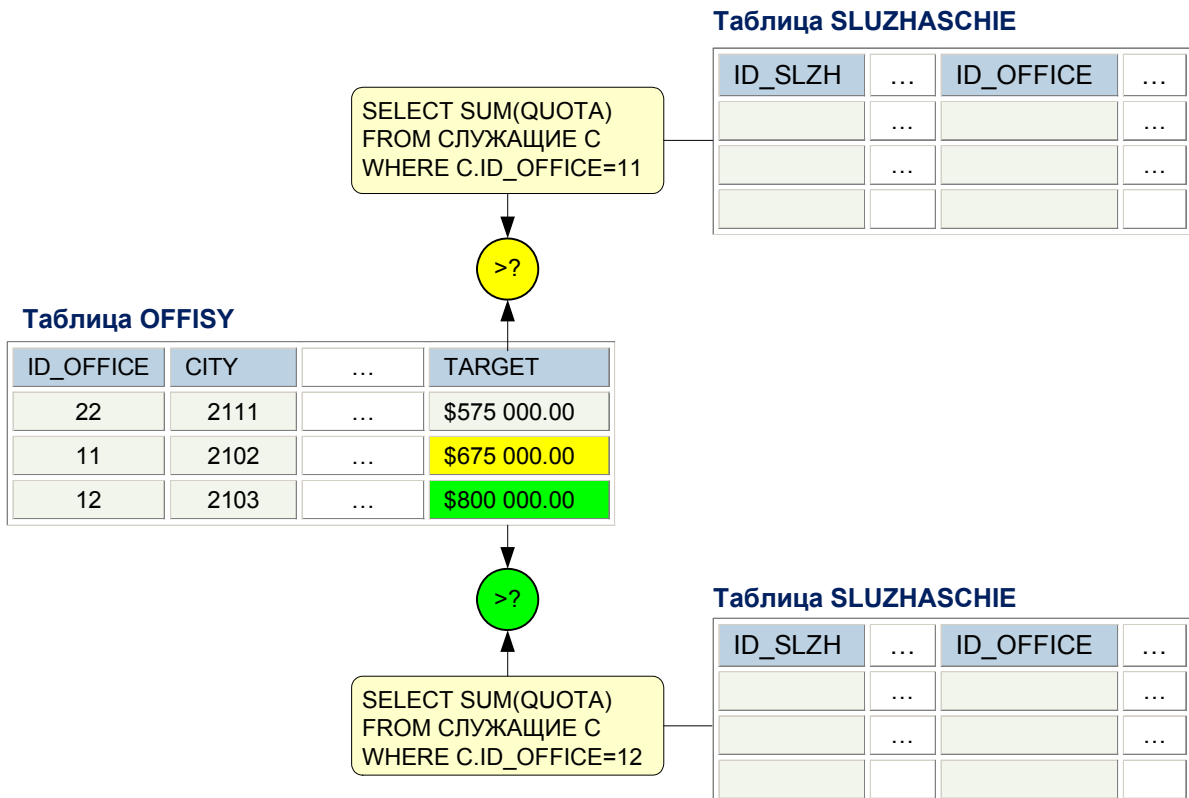 Таблица SLUZHASCHIE
ID_SLZH … ID_OFFICE …
… …
… …
SELECT SUM(QUOTA)
FROM СЛУЖАЩИЕ С
WHERE C.ID_OFFICE=11
>?
Таблица OFFISY
ID_OFFICE CITY … TARGET
22 2111 … $575 000.00
11 2102 … $675 000.00
12 2103 … $800 000.00
>?
Таблица SLUZHASCHIE
ID_SLZH … ID_OFFICE …
… …
… …
SELECT SUM(QUOTA)
FROM СЛУЖАЩИЕ С
WHERE C.ID_OFFICE=12